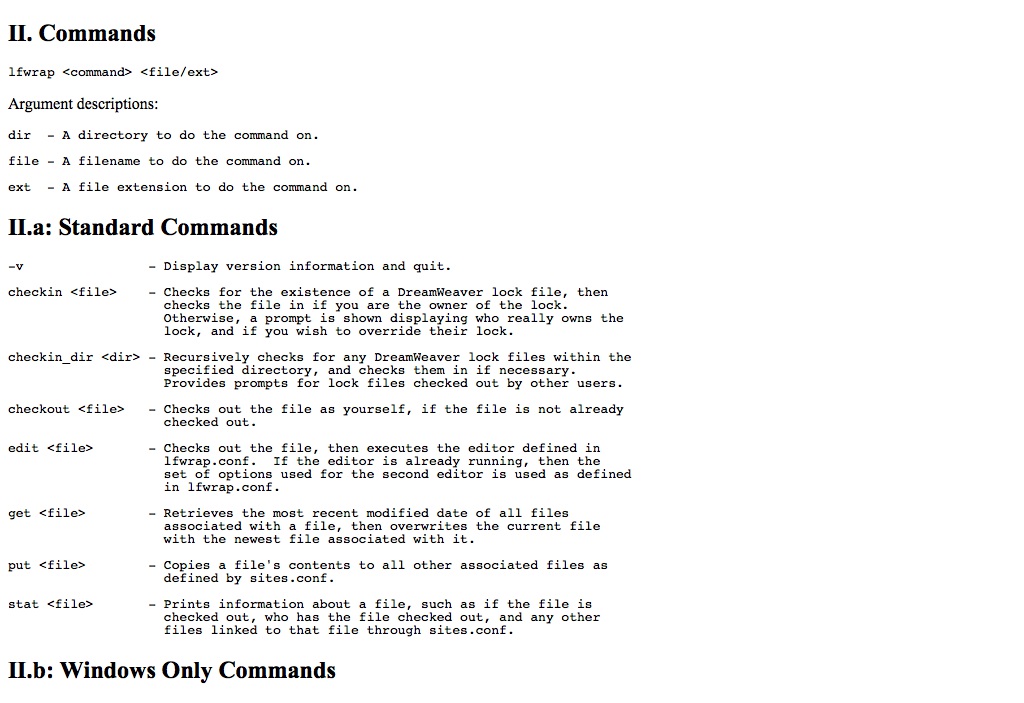 II. Commands
lfwrap <command> <file/ext>
Argument descriptions:
dir  - A directory to do the command on.
file - A filename to do the command on.
ext  - A file extension to do the command on.
II.a: Standard Commands
-v                - Display version information and quit.
checkin <file>    - Checks for the existence of a DreamWeaver lock file, then
                    checks the file in if you are the owner of the lock.
                    Otherwise, a prompt is shown displaying who really owns the
                    lock, and if you wish to override their lock.
checkin_dir <dir> - Recursively checks for any DreamWeaver lock files within the
                    specified directory, and checks them in if necessary.
                    Provides prompts for lock files checked out by other users.
checkout <file>   - Checks out the file as yourself, if the file is not already
                    checked out.
edit <file>       - Checks out the file, then executes the editor defined in
                    lfwrap.conf.  If the editor is already running, then the
                    set of options used for the second editor is used as defined
                    in lfwrap.conf.
get <file>        - Retrieves the most recent modified date of all files
                    associated with a file, then overwrites the current file
                    with the newest file associated with it.
put <file>        - Copies a file's contents to all other associated files as
                    defined by sites.conf.
stat <file>       - Prints information about a file, such as if the file is
                    checked out, who has the file checked out, and any other
                    files linked to that file through sites.conf.
II.b: Windows Only Commands